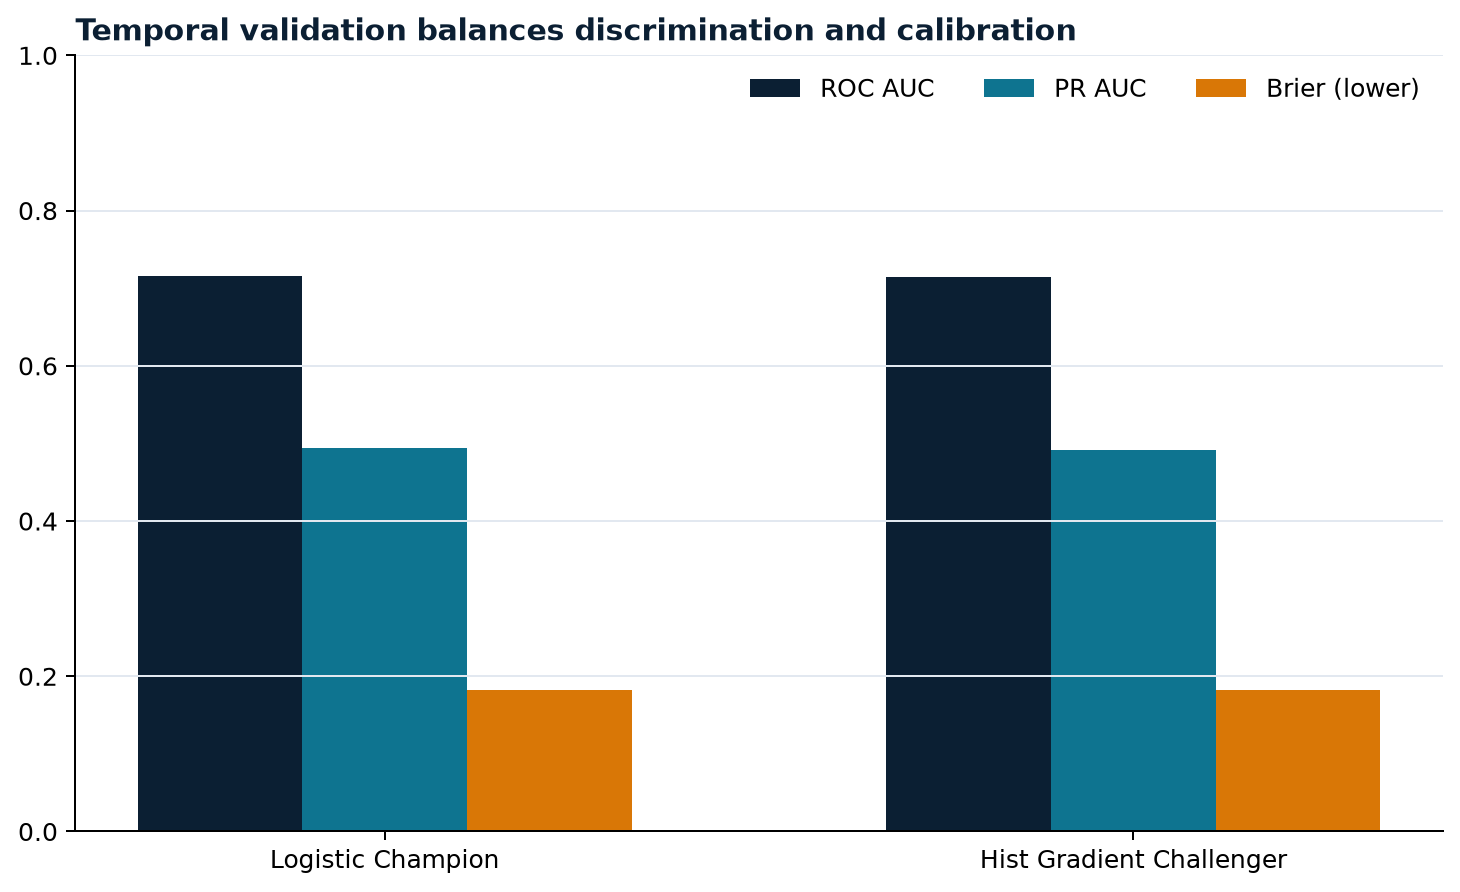 Temporal validation balances discrimination and calibration
1.0
ROC AUC PR AUC Brier (lower)
0.8
0.6
0.4
0.2
0.0
Logistic Champion Hist Gradient Challenger